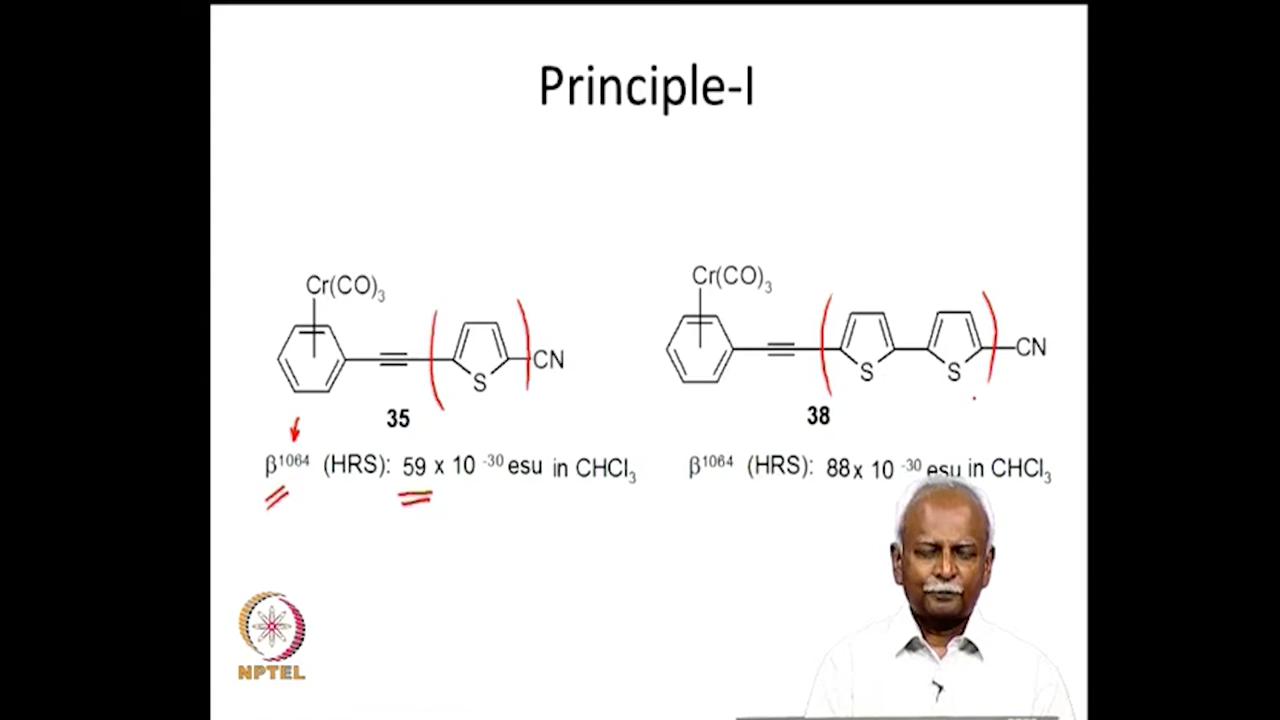 Principle-I
Cr(CO)3
Cr(CO)3
S
CN
S
S
CN
35
38
β1064 (HRS): 59 x 10 -30 esu in CHCl3
β1064 (HRS): 88x 10 -30 esu in CHCl3
NPTEL